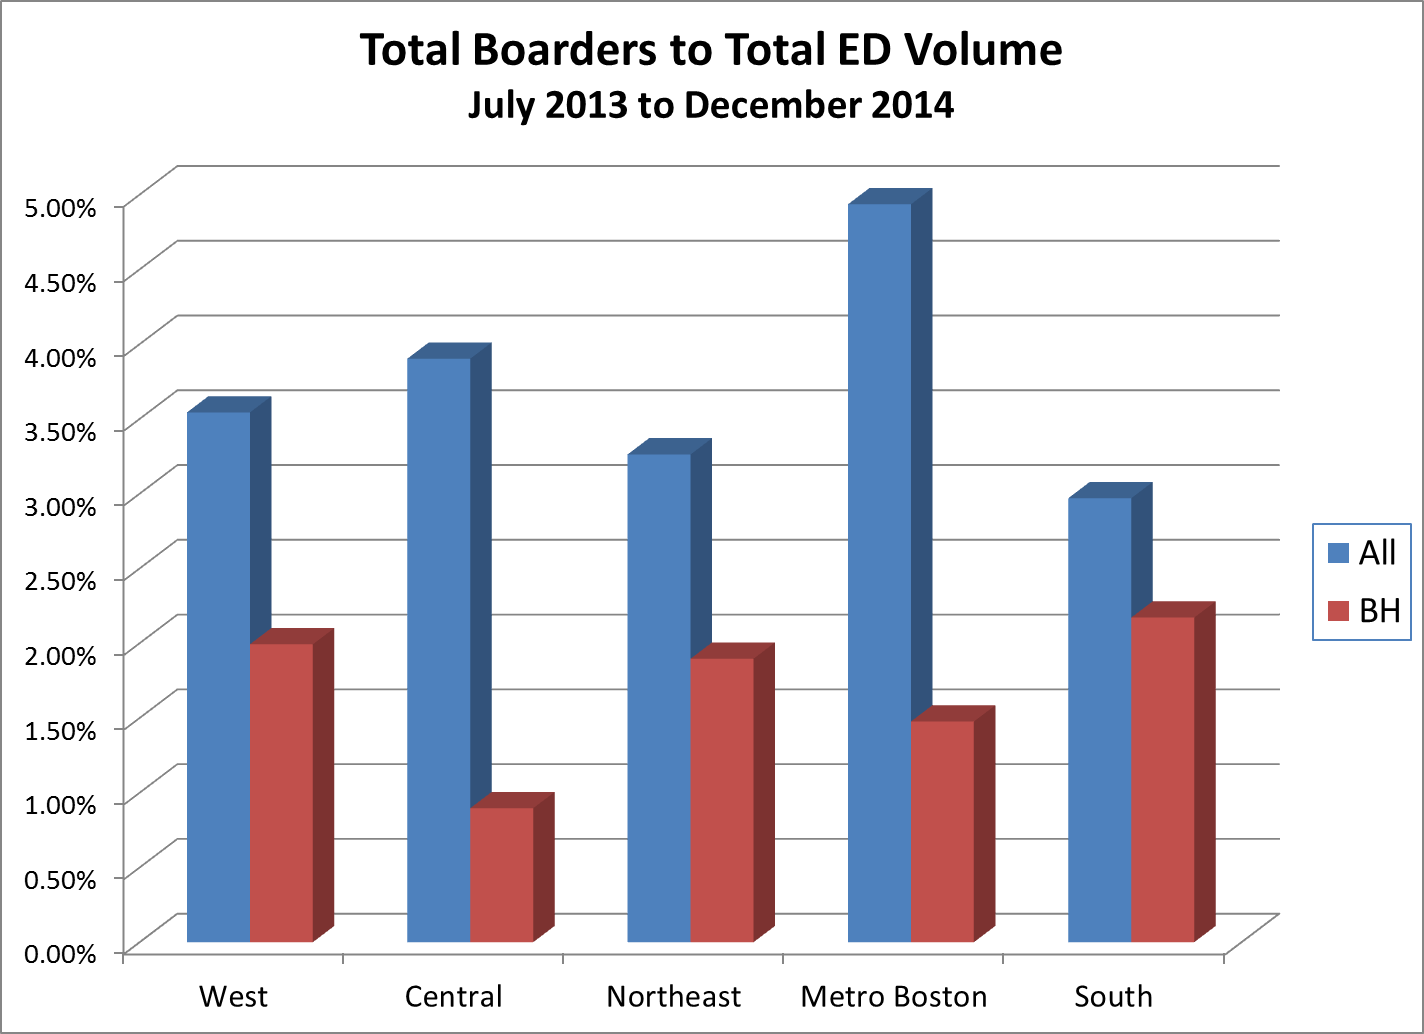 Total Boarders to Total ED Volume
July 2013 to December 2014
5.00%
4.50%
4.00%
3.50%
3.00%
2.50%
2.00%
1.50%
1.00%
0.50%
0.00%
West
Central
Northeast
Metro Boston
South
All
BH